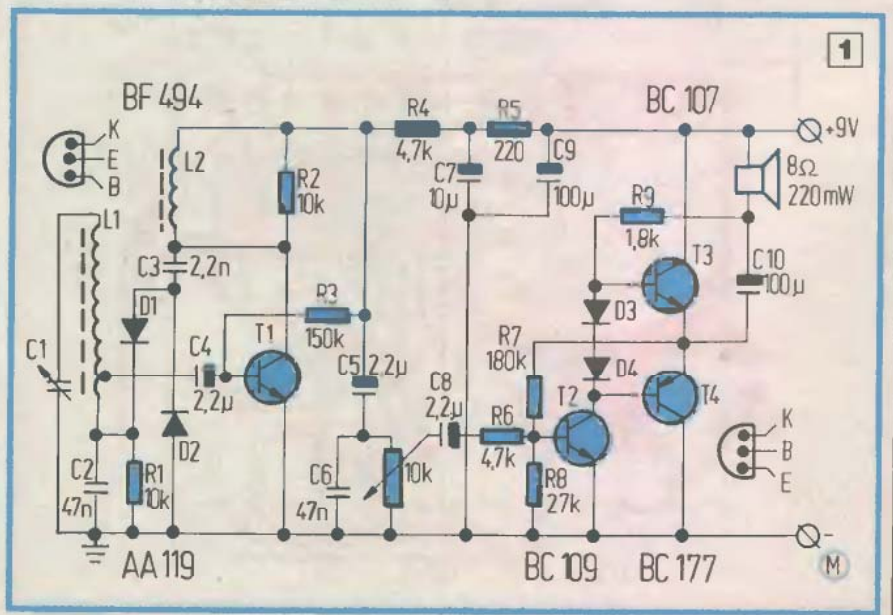 1
BF 494
BC 107
K
E
B
L1
L2
R2
10k
R4
4,7k
R5
220
C7
10µ
C9
100µ
+9V
8Ω
220mW
R9
1,8k
C3
2,2n
D1
R3
150k
T3
C10
100µ
D3
C1
C4
2,2µ
T1
C5
2,2µ
R7
180k
D4
C8
2,2µ
T2
T4
D2
R6
4,7k
K
B
E
C2
47n
R1
10k
C6
47n
10k
R8
27k
-
M
AA 119
BC 109
BC 177